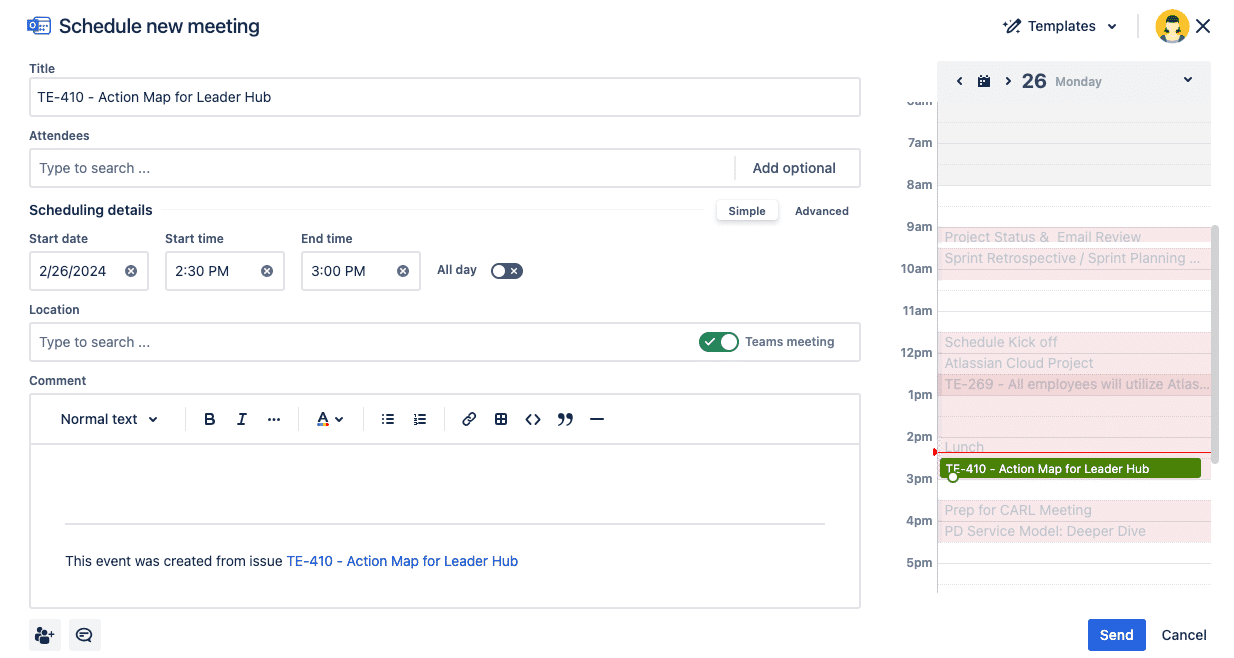 Schedule new meeting
Templates
Title
TE-410 - Action Map for Leader Hub
Attendees
Type to search ...
Add optional
Scheduling details
Simple
Advanced
Start date
Start time
End time
2/26/2024
2:30 PM
3:00 PM
All day
Location
Type to search ...
Teams meeting
Comment
Normal text
B
I
A
This event was created from issue TE-410 - Action Map for Leader Hub
26 Monday
7am
8am
9am
Project Status & Email Review
Sprint Retrospective / Sprint Planning ...
10am
11am
Schedule Kick off
12pm
Atlassian Cloud Project
TE-269 - All employees will utilize Atlas...
1pm
2pm
Lunch
TE-410 - Action Map for Leader Hub
3pm
Prep for CARL Meeting
4pm
PD Service Model: Deeper Dive
5pm
Send
Cancel